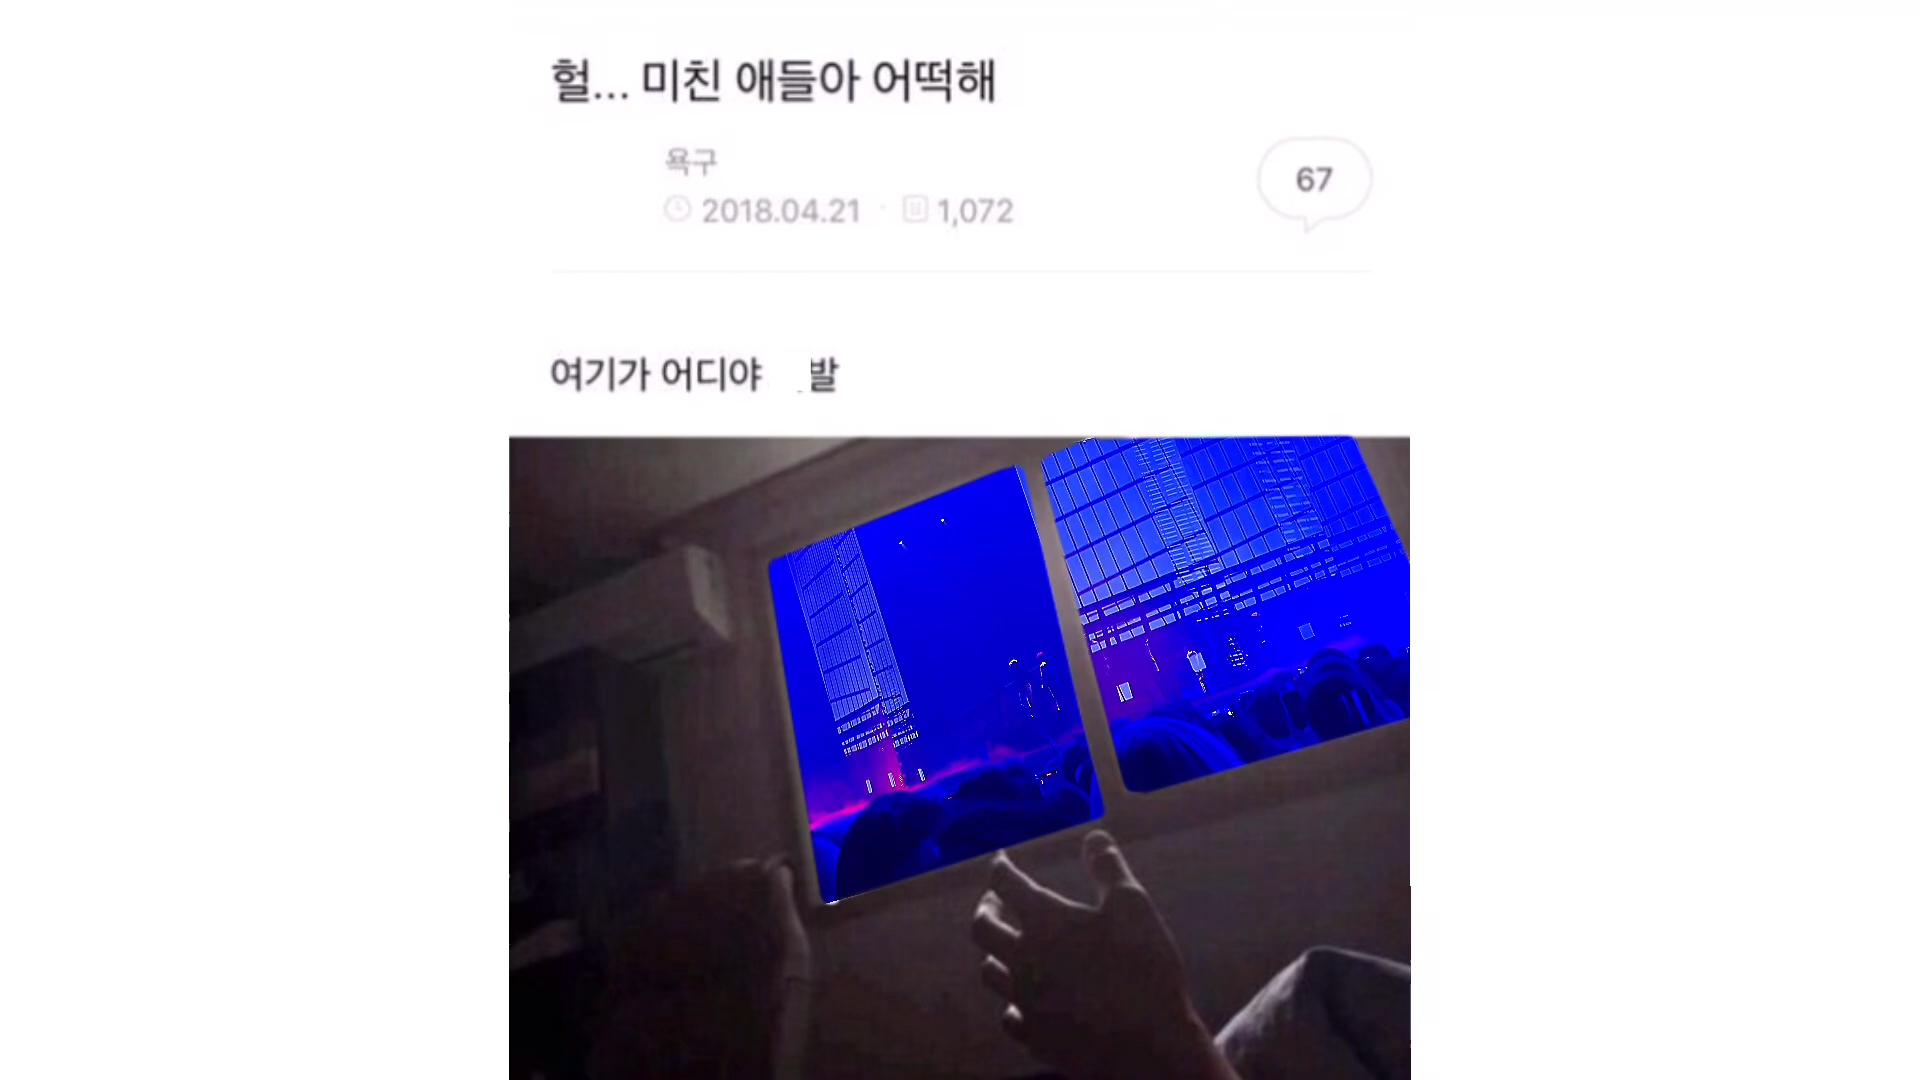 헐... 미친 애들아 어떡해
욕구
2018.04.21 · 1,072
67
여기가 어디야 발